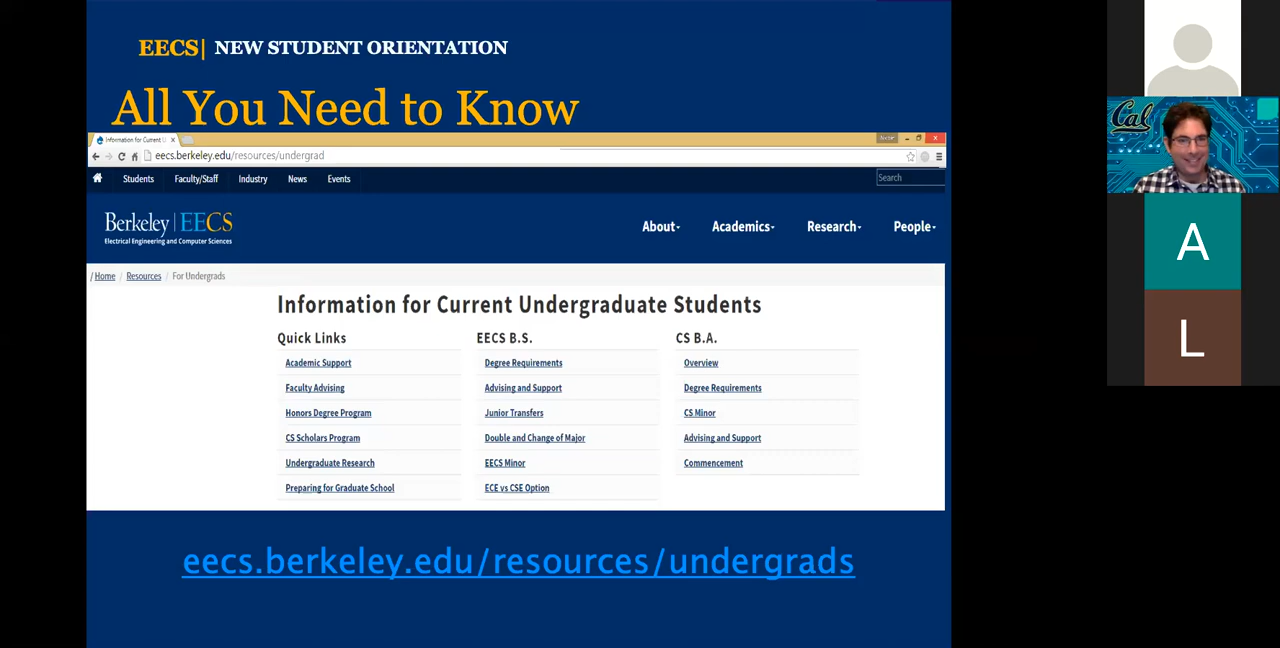 EECS| NEW STUDENT ORIENTATION
All You Need to Know
Information for Current U
eecs.berkeley.edu/resources/undergrad
Students Faculty/Staff Industry News Events Search
Berkeley | EECS
Electrical Engineering and Computer Sciences
About Academics Research People
/ Home / Resources / For Undergrads
Information for Current Undergraduate Students
Quick Links
Academic Support
Faculty Advising
Honors Degree Program
CS Scholars Program
Undergraduate Research
Preparing for Graduate School
EECS B.S.
Degree Requirements
Advising and Support
Junior Transfers
Double and Change of Major
EECS Minor
ECE vs CSE Option
CS B.A.
Overview
Degree Requirements
CS Minor
Advising and Support
Commencement
eecs.berkeley.edu/resources/undergrads
Cal
A
L